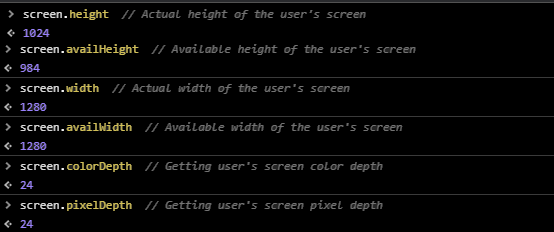 > screen.height // Actual height of the user's screen
<· 1024
> screen.availHeight // Available height of the user's screen
<· 984
> screen.width // Actual width of the user's screen
<· 1280
> screen.availWidth // Available width of the user's screen
<· 1280
> screen.colorDepth // Getting user's screen color depth
<· 24
> screen.pixelDepth // Getting user's screen pixel depth
<· 24